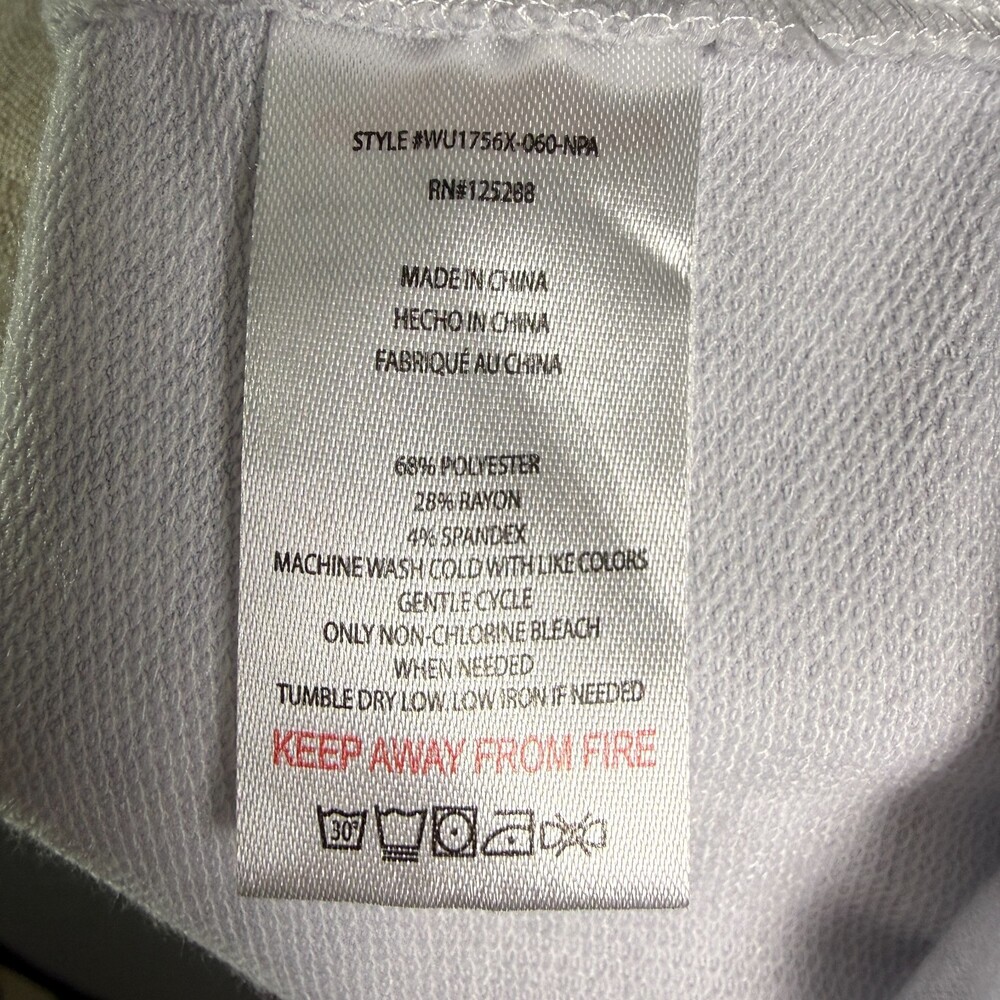 STYLE #WU1756X-060-NPA
RN#125288
MADE IN CHINA
HECHO IN CHINA
FABRIQUÉ AU CHINA
68% POLYESTER
28% RAYON
4% SPANDEX
MACHINE WASH COLD WITH LIKE COLORS
GENTLE CYCLE
ONLY NON-CHLORINE BLEACH
WHEN NEEDED
TUMBLE DRY LOW. LOW IRON IF NEEDED
KEEP AWAY FROM FIRE
30°